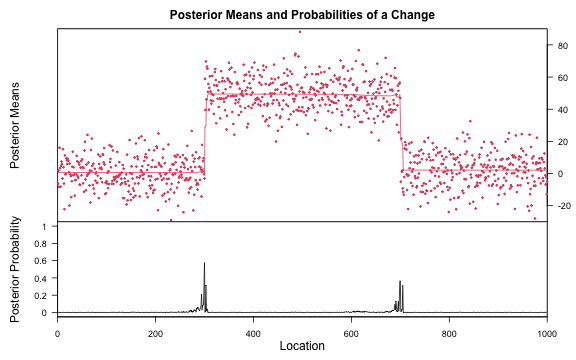 Posterior Means and Probabilities of a Change
Posterior Means
80
60
40
20
0
-20
Posterior Probability
1
0.8
0.6
0.4
0.2
0
0 200 400 600 800 1000
Location